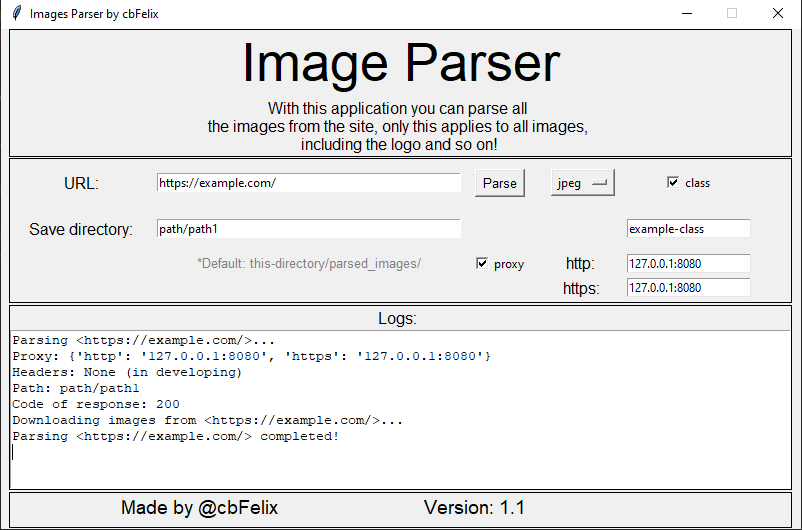 Images Parser by cbFelix
Image Parser
With this application you can parse all
the images from the site, only this applies to all images,
including the logo and so on!
URL: https://example.com/ Parse jpeg class
Save directory: path/path1 example-class
*Default: this-directory/parsed_images/ proxy http: 127.0.0.1:8080
https: 127.0.0.1:8080
Logs:
Parsing <https://example.com/>...
Proxy: {'http': '127.0.0.1:8080', 'https': '127.0.0.1:8080'}
Headers: None (in developing)
Path: path/path1
Code of response: 200
Downloading images from <https://example.com/>...
Parsing <https://example.com/> completed!
Made by @cbFelix Version: 1.1